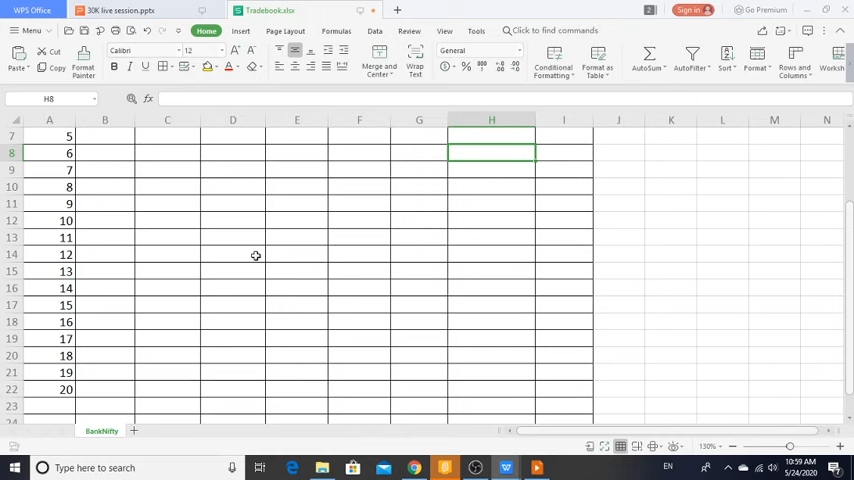 WPS Office 30K live session.pptx Tradebook.xlsx + 2 Sign in Go Premium
Menu Home Insert Page Layout Formulas Data Review View Tools Click to find commands
Paste Cut Copy Format Painter Calibri 12 A+ A- B I U A Merge and Center Wrap Text General % 000 Conditional Formatting Format as Table AutoSum AutoFilter Sort Format Rows and Columns Worksh
H8 fx
A B C D E F G H I J K L M N
7 5
8 6
9 7
10 8
11 9
12 10
13 11
14 12
15 13
16 14
17 15
18 16
19 17
20 18
21 19
22 20
23
24
BankNifty +
130% − +
Type here to search EN 10:59 AM
5/24/2020 7